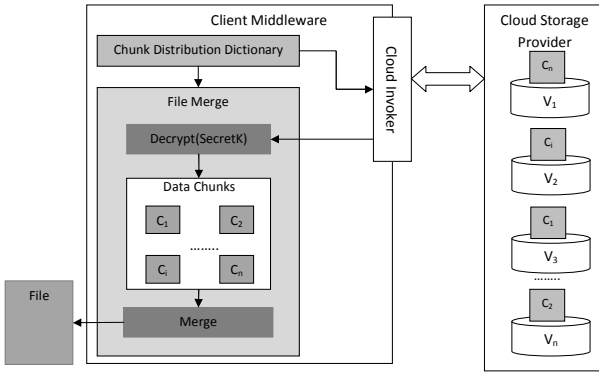 Client Middleware
Chunk Distribution Dictionary
File Merge
Decrypt(SecretK)
Data Chunks
C1 C2
........
Ci Cn
Merge
File
Cloud Invoker
Cloud Storage
Provider
Cn
V1
Ci
V2
C1
V3
........
C2
Vn